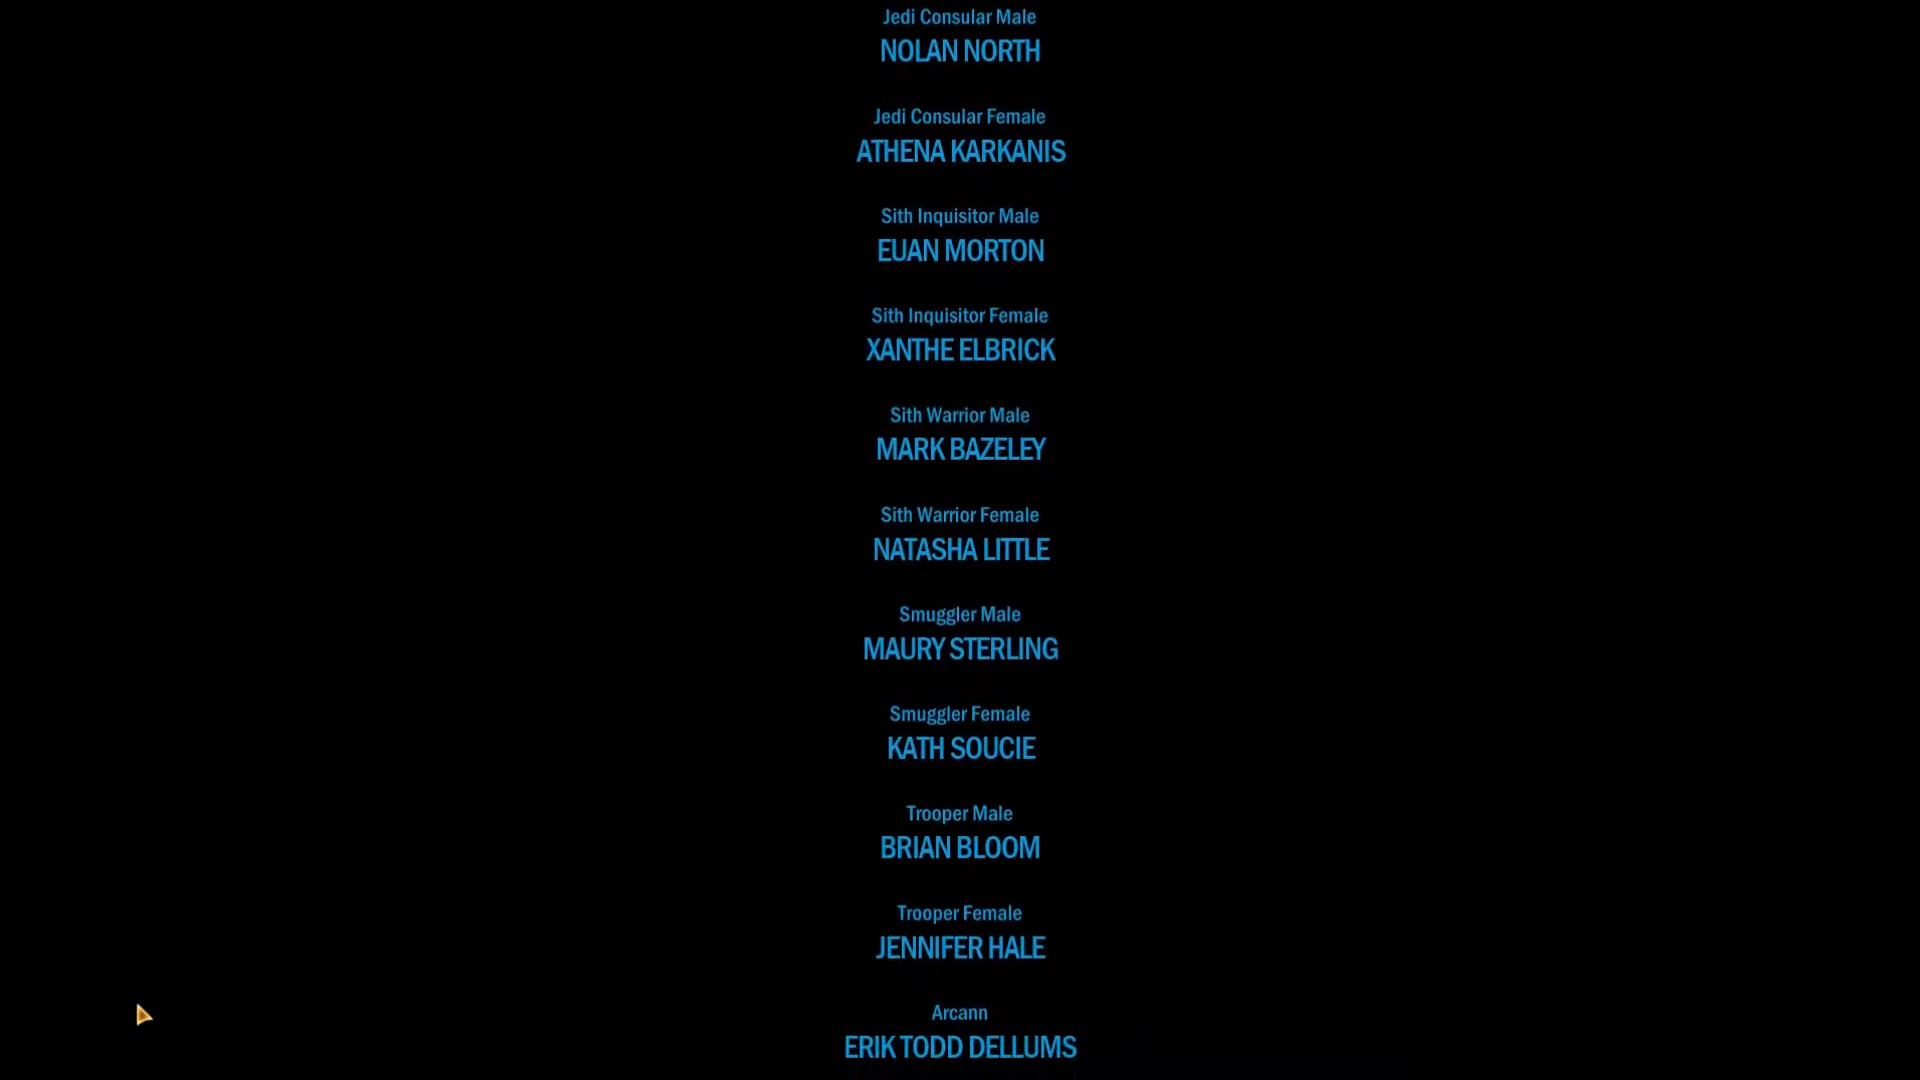 Jedi Consular Male
NOLAN NORTH
Jedi Consular Female
ATHENA KARKANIS
Sith Inquisitor Male
EUAN MORTON
Sith Inquisitor Female
XANTHE ELBRICK
Sith Warrior Male
MARK BAZELEY
Sith Warrior Female
NATASHA LITTLE
Smuggler Male
MAURY STERLING
Smuggler Female
KATH SOUCIE
Trooper Male
BRIAN BLOOM
Trooper Female
JENNIFER HALE
Arcann
ERIK TODD DELLUMS